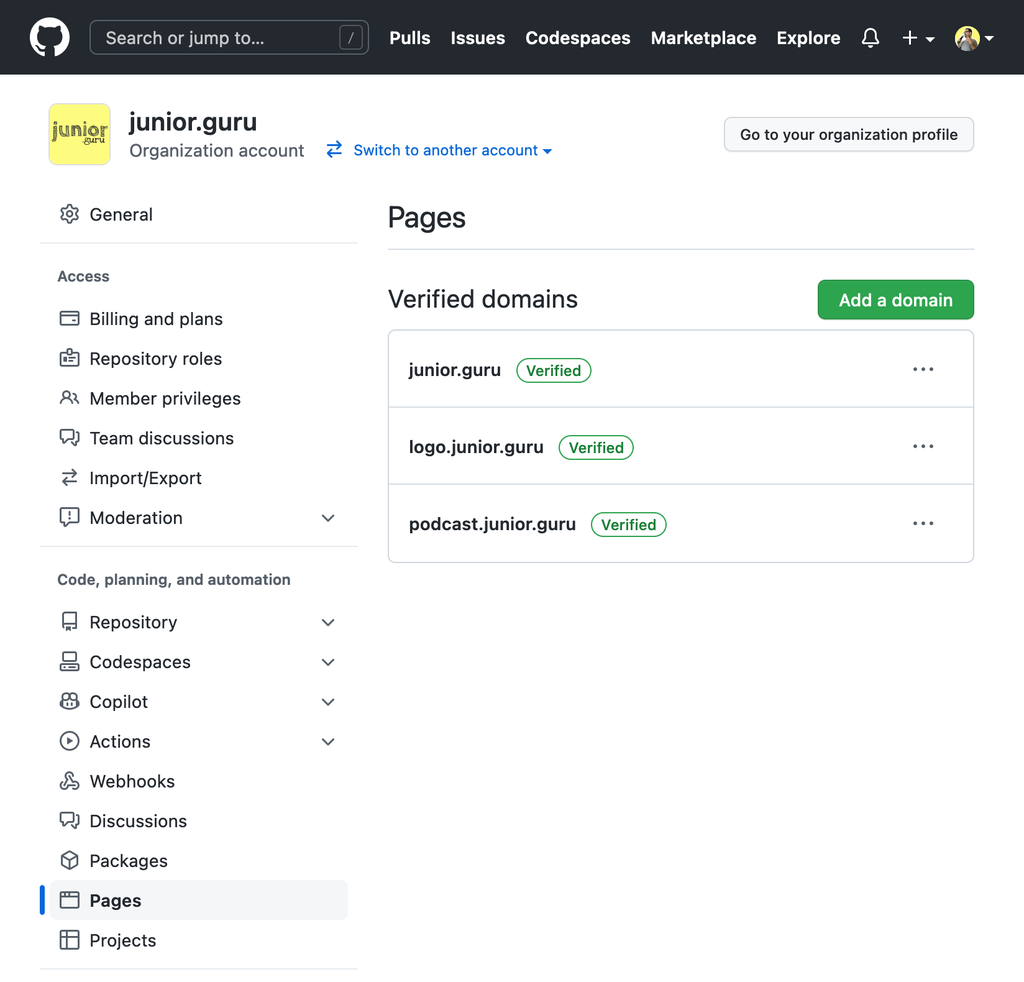 Search or jump to... / Pulls Issues Codespaces Marketplace Explore
junior.guru
junior
.guru
Organization account Switch to another account
Go to your organization profile
General
Access
Billing and plans
Repository roles
Member privileges
Team discussions
Import/Export
Moderation
Code, planning, and automation
Repository
Codespaces
Copilot
Actions
Webhooks
Discussions
Packages
Pages
Projects
Pages
Verified domains Add a domain
junior.guru Verified
logo.junior.guru Verified
podcast.junior.guru Verified